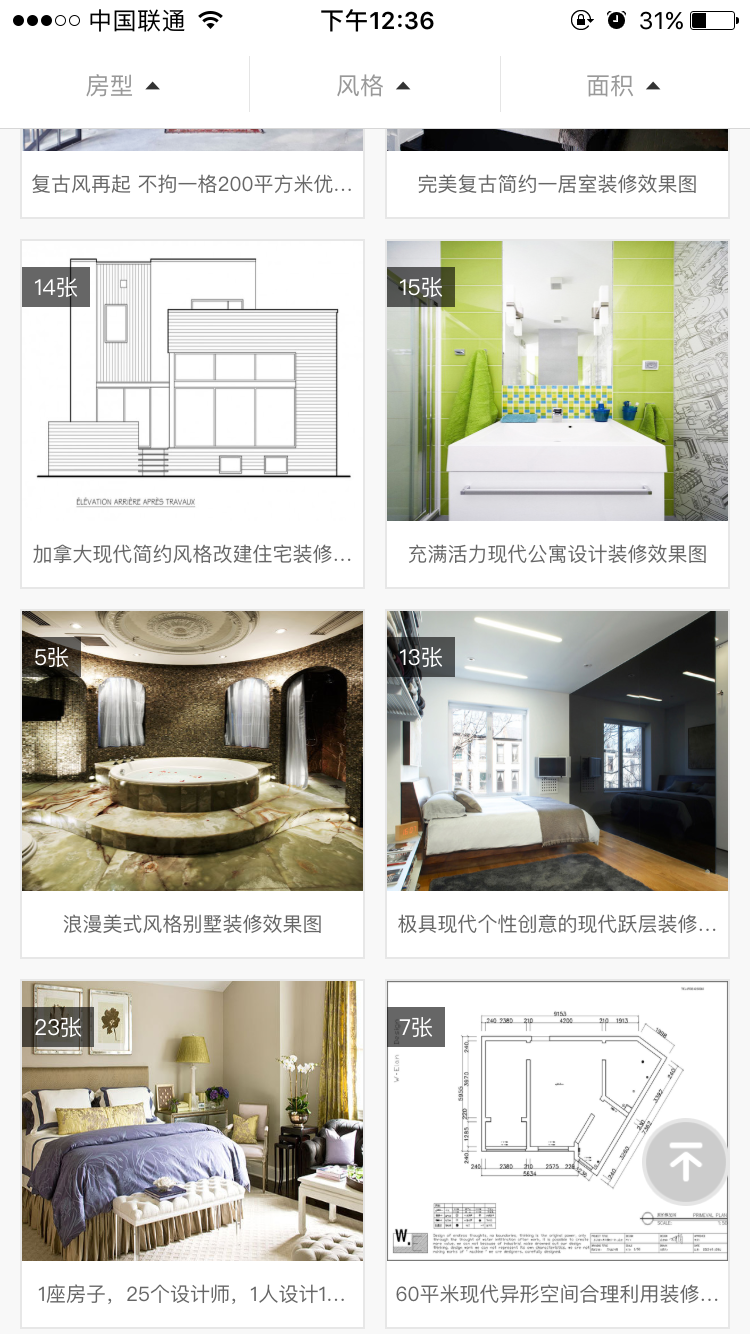 中国联通 下午12:36 31%
房型 风格 面积
复古风再起 不拘一格200平方米优...
完美复古简约一居室装修效果图
14张
ÉLÉVATION ARRIÈRE APRÈS TRAVAUX
加拿大现代简约风格改建住宅装修...
15张
充满活力现代公寓设计装修效果图
5张
浪漫美式风格别墅装修效果图
13张
极具现代个性创意的现代跃层装修...
23张
1座房子，25个设计师，1人设计1...
7张
9153
240 2380 210 4200 210 1913
240 2380 210 2575
5634
W.
PRIMEVAL PLAN
SCALE:
60平米现代异形空间合理利用装修...